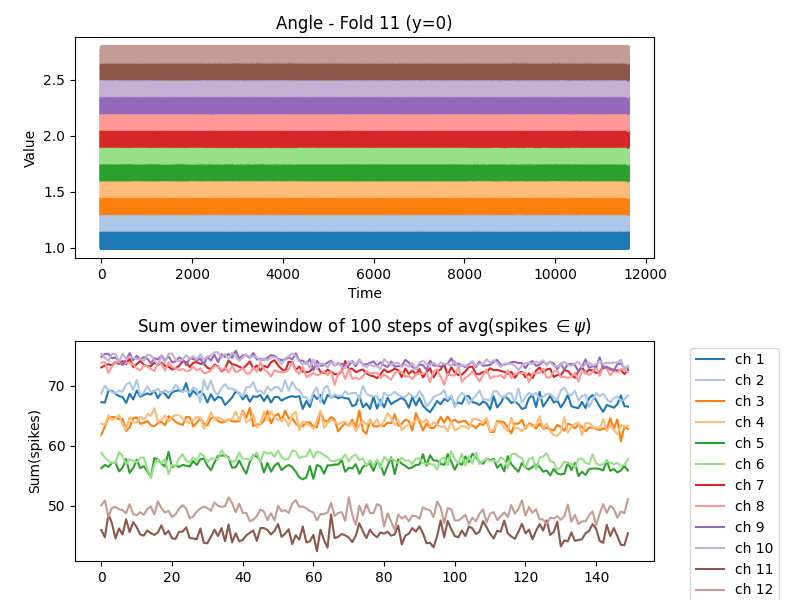 Angle - Fold 11 (y=0)
Value
2.5
2.0
1.5
1.0
0 2000 4000 6000 8000 10000 12000
Time
Sum over timewindow of 100 steps of avg(spikes ∈ψ)
Sum(spikes)
70
60
50
0 20 40 60 80 100 120 140
ch 1
ch 2
ch 3
ch 4
ch 5
ch 6
ch 7
ch 8
ch 9
ch 10
ch 11
ch 12